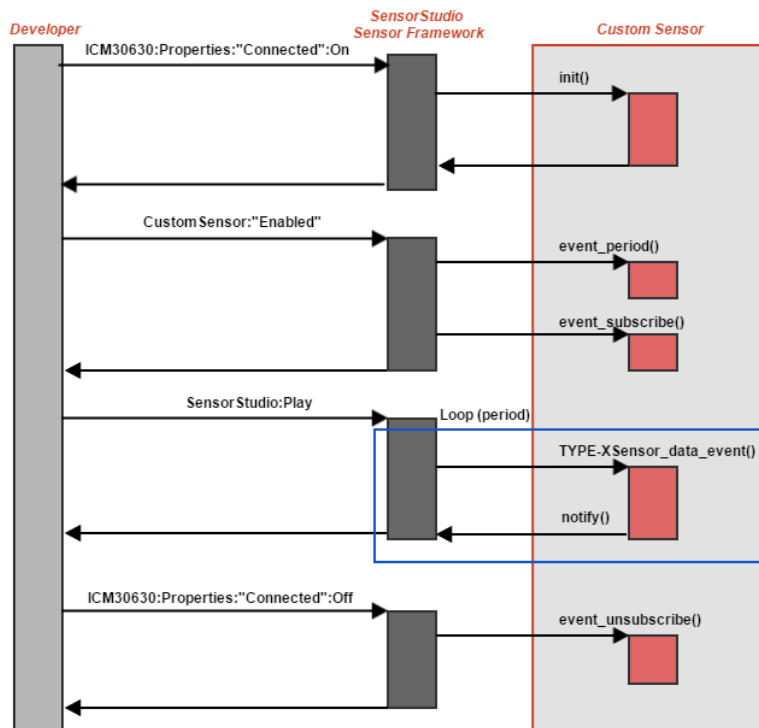 Developer
SensorStudio
Sensor Framework
Custom Sensor
ICM30630:Properties:"Connected":On
init()
CustomSensor:"Enabled"
event_period()
event_subscribe()
SensorStudio:Play
Loop (period)
TYPE-XSensor_data_event()
notify()
ICM30630:Properties:"Connected":Off
event_unsubscribe()